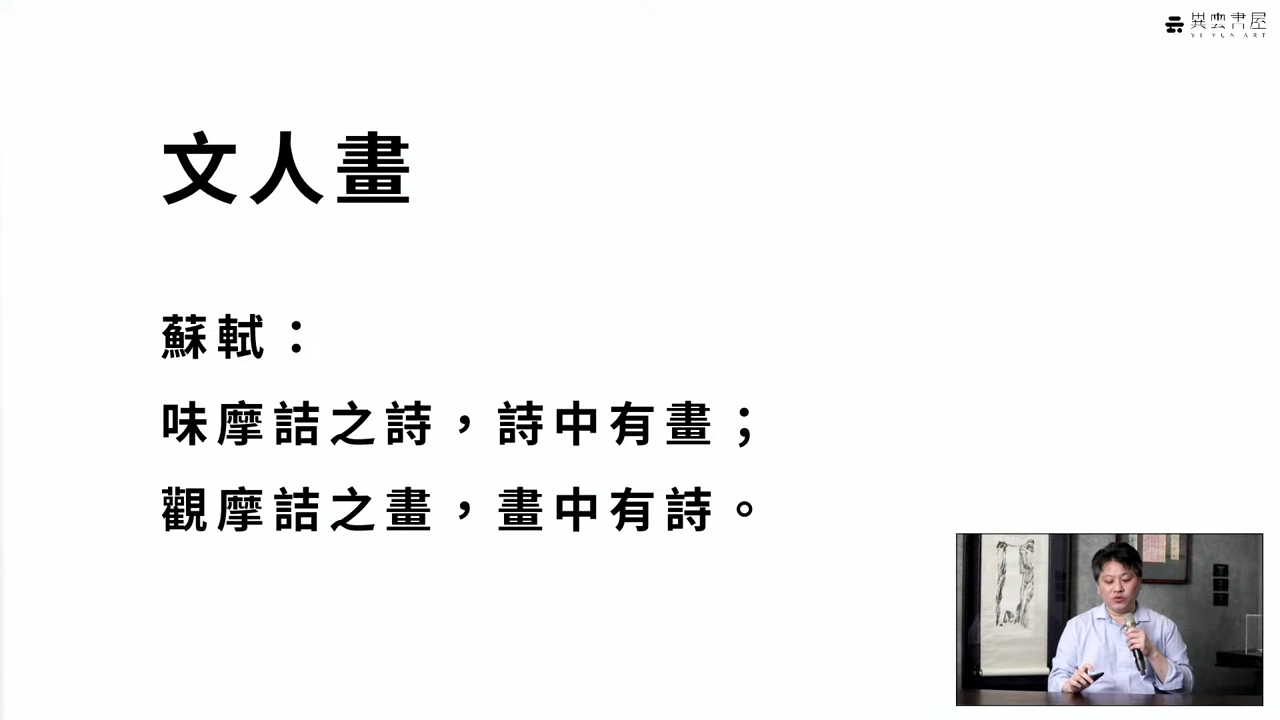 異雲書屋
YI YUN ART
文人畫
蘇軾：
味摩詰之詩，詩中有畫；
觀摩詰之畫，畫中有詩。